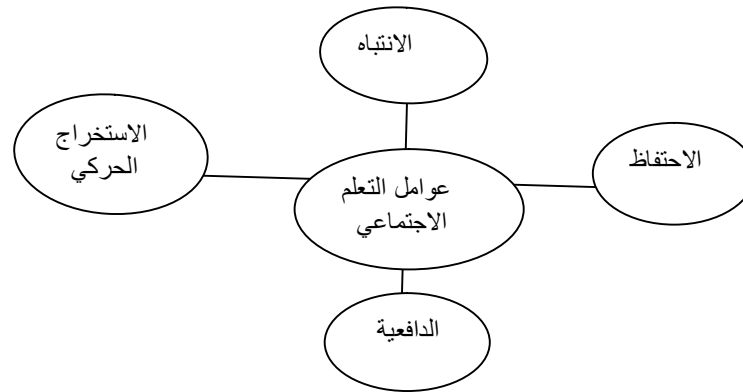 الانتباه
الاستخراج
الحركي
الاحتفاظ
عوامل التعلم
الاجتماعي
الدافعية